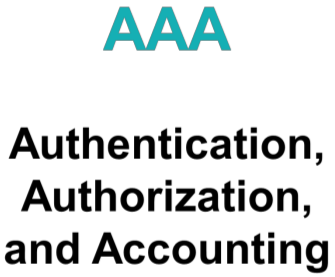 AAA
Authentication,
Authorization,
and Accounting